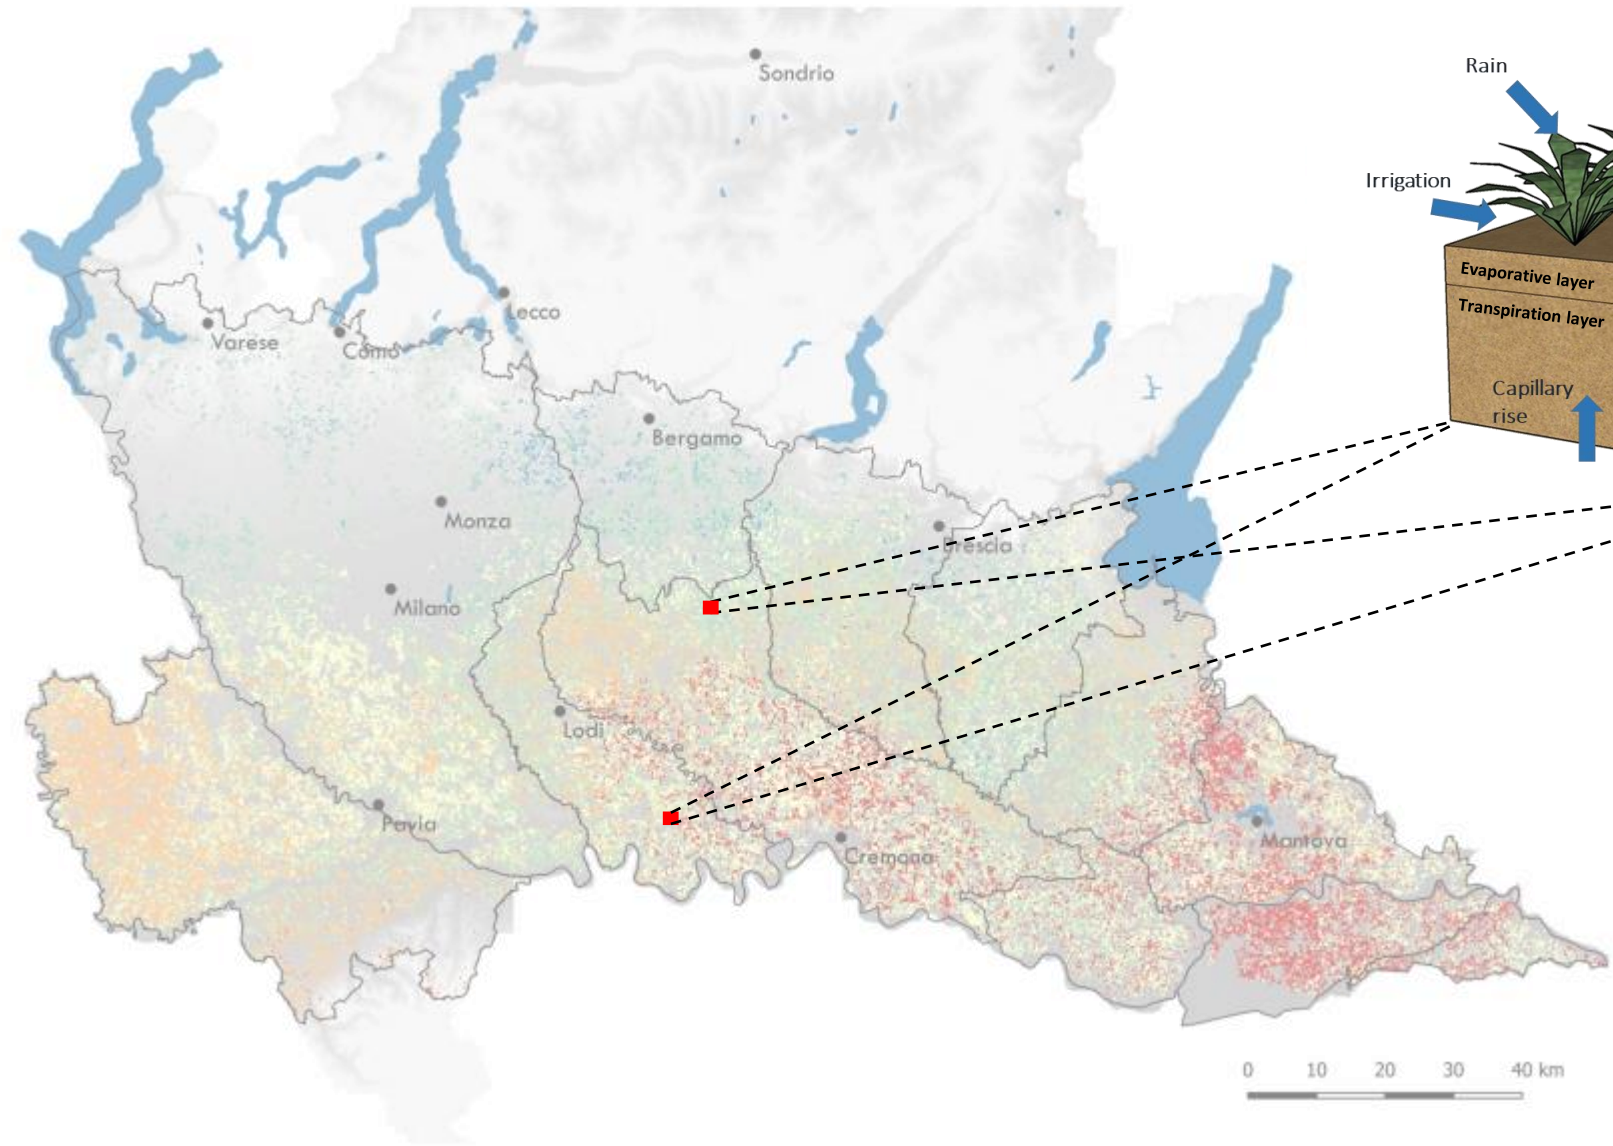 Sondrio
Rain
Irrigation
Evaporative layer
Transpiration layer
Capillary
rise
Lecco
Varese
Como
Bergamo
Monza
Brescia
Milano
Lodi
Pavia
Cremona
Mantova
0 10 20 30 40 km